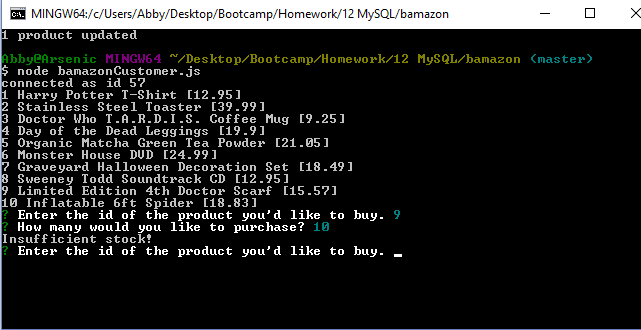 MINGW64:/c/Users/Abby/Desktop/Bootcamp/Homework/12 MySQL/bamazon
1 product updated
Abby@Arsenic MINGW64 ~/Desktop/Bootcamp/Homework/12 MySQL/bamazon (master)
$ node bamazonCustomer.js
connected as id 57
1 Harry Potter T-Shirt [12.95]
2 Stainless Steel Toaster [39.99]
3 Doctor Who T.A.R.D.I.S. Coffee Mug [9.25]
4 Day of the Dead Leggings [19.9]
5 Organic Matcha Green Tea Powder [21.05]
6 Monster House DVD [24.99]
7 Graveyard Halloween Decoration Set [18.49]
8 Sweeney Todd Soundtrack CD [12.95]
9 Limited Edition 4th Doctor Scarf [15.57]
10 Inflatable 6ft Spider [18.83]
? Enter the id of the product you'd like to buy. 9
? How many would you like to purchase? 10
Insufficient stock!
? Enter the id of the product you'd like to buy.